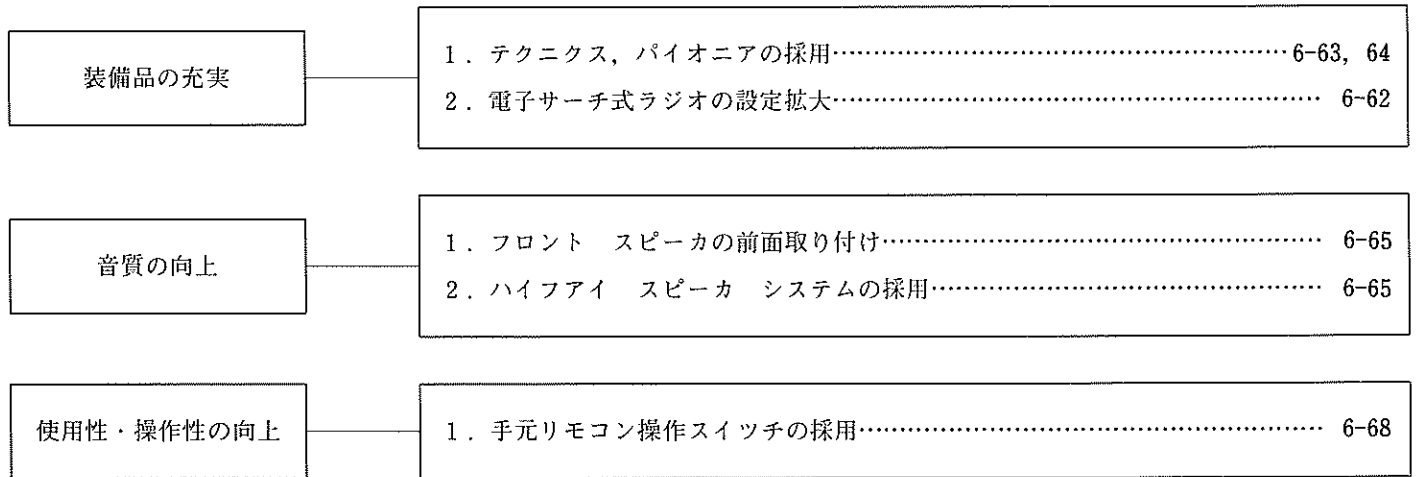 装備品の充実
1．テクニクス，パイオニアの採用……………………………………………………6-63, 64
2．電子サーチ式ラジオの設定拡大…………………………………………………… 6-62
音質の向上
1．フロント　スピーカの前面取り付け……………………………………………… 6-65
2．ハイフアイ　スピーカ　システムの採用………………………………………… 6-65
使用性・操作性の向上
1．手元リモコン操作スイツチの採用………………………………………………… 6-68